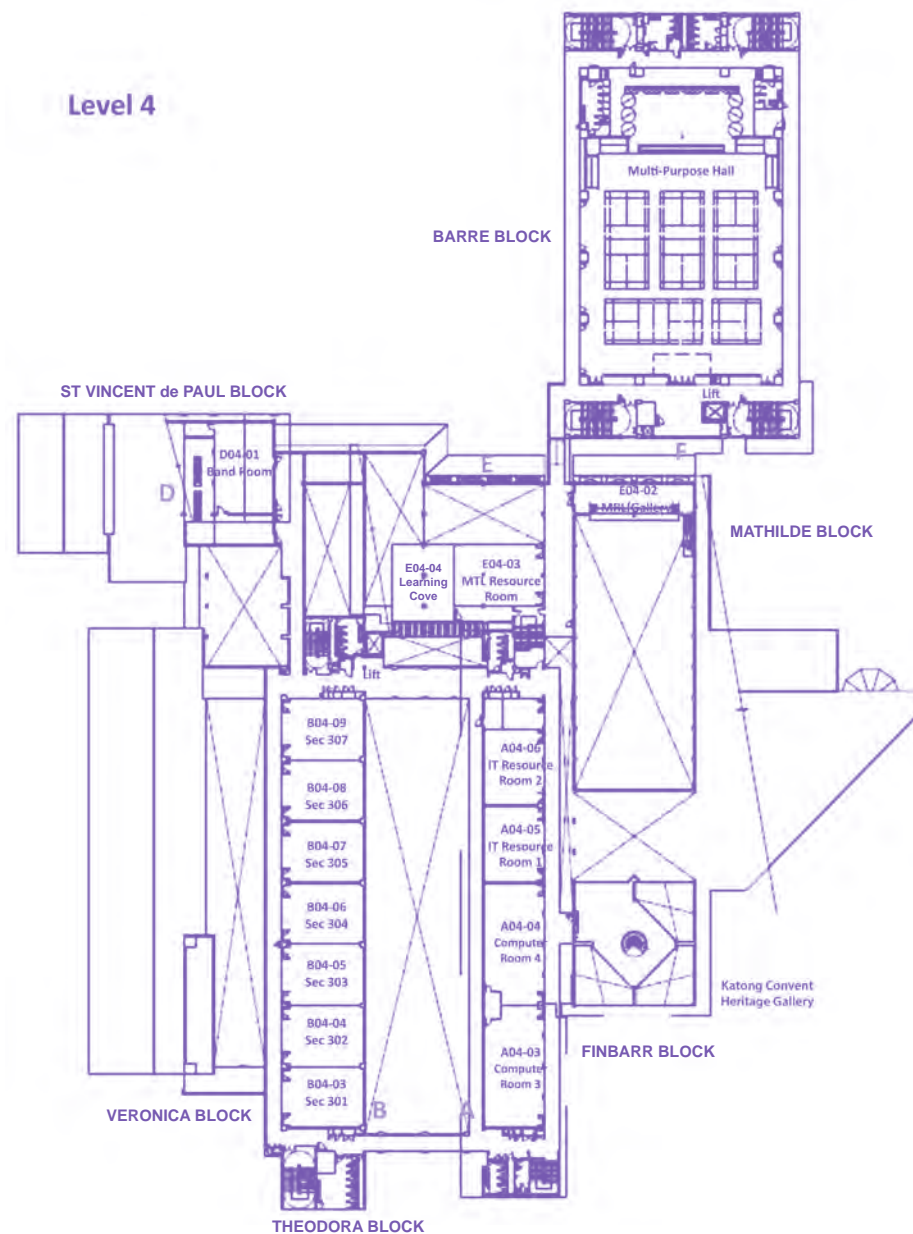 Level 4
Multi-Purpose Hall
BARRE BLOCK
Lift
ST VINCENT de PAUL BLOCK
D04-01
Band Room
D
E
F
E04-02
MATHILDE BLOCK
E04-04
Learning
Cove
E04-03
MTL Resource
Room
Lift
B04-09
Sec 307
A04-06
IT Resource
Room 2
B04-08
Sec 306
B04-07
Sec 305
A04-05
IT Resource
Room 1
B04-06
Sec 304
A04-04
Computer
Room 4
B04-05
Sec 303
Katong Convent
Heritage Gallery
B04-04
Sec 302
A04-03
Computer
Room 3
FINBARR BLOCK
B04-03
Sec 301
B
A
VERONICA BLOCK
THEODORA BLOCK